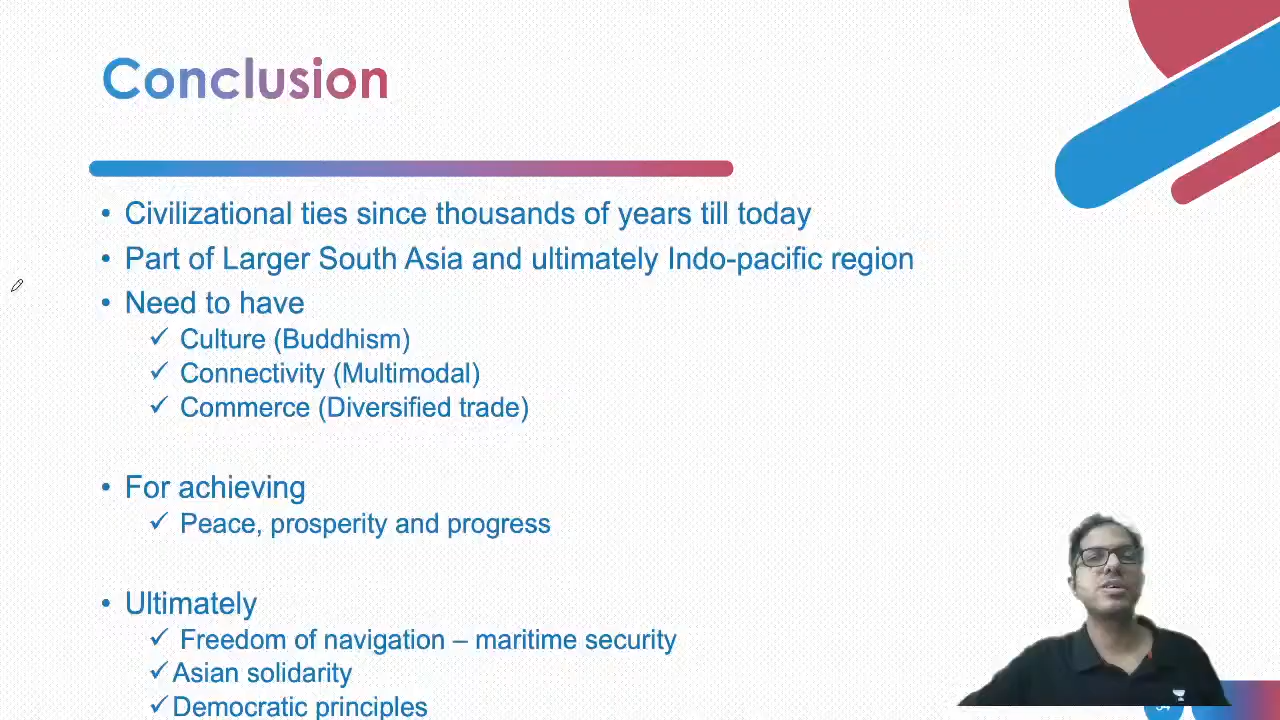 Conclusion
• Civilizational ties since thousands of years till today
• Part of Larger South Asia and ultimately Indo-pacific region
• Need to have
✓ Culture (Buddhism)
✓ Connectivity (Multimodal)
✓ Commerce (Diversified trade)
• For achieving
✓ Peace, prosperity and progress
• Ultimately
✓ Freedom of navigation – maritime security
✓Asian solidarity
✓Democratic principles